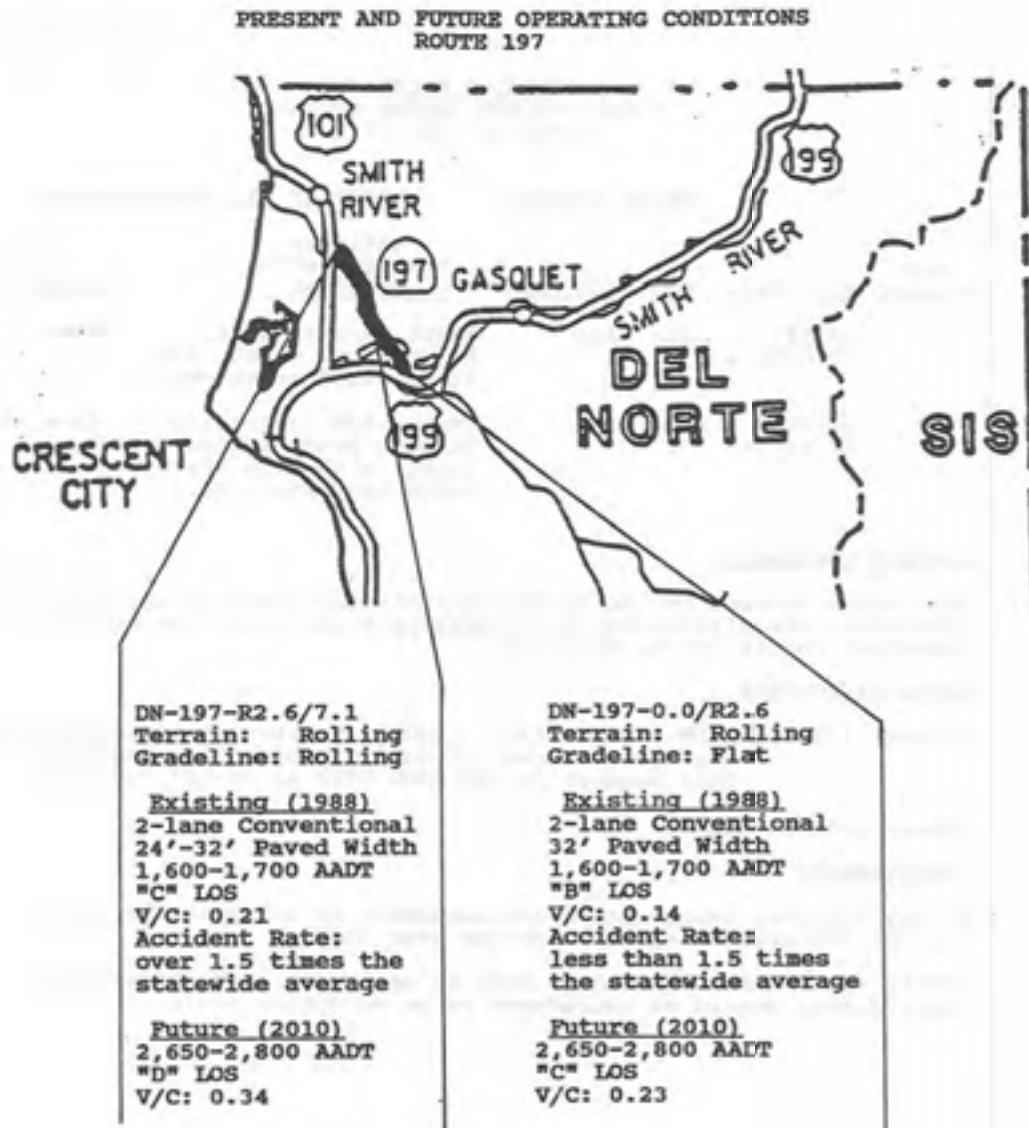 PRESENT AND FUTURE OPERATING CONDITIONS
ROUTE 197
101
199
SMITH
RIVER
197
GASQUET
SMITH RIVER
DEL
NORTE
SIS
199
CRESCENT
CITY
DN-197-R2.6/7.1
Terrain: Rolling
Gradeline: Rolling
Existing (1988)
2-lane Conventional
24'-32' Paved Width
1,600-1,700 AADT
"C" LOS
V/C: 0.21
Accident Rate:
over 1.5 times the
statewide average
Future (2010)
2,650-2,800 AADT
"D" LOS
V/C: 0.34
DN-197-0.0/R2.6
Terrain: Rolling
Gradeline: Flat
Existing (1988)
2-lane Conventional
32' Paved Width
1,600-1,700 AADT
"B" LOS
V/C: 0.14
Accident Rate:
less than 1.5 times
the statewide average
Future (2010)
2,650-2,800 AADT
"C" LOS
V/C: 0.23